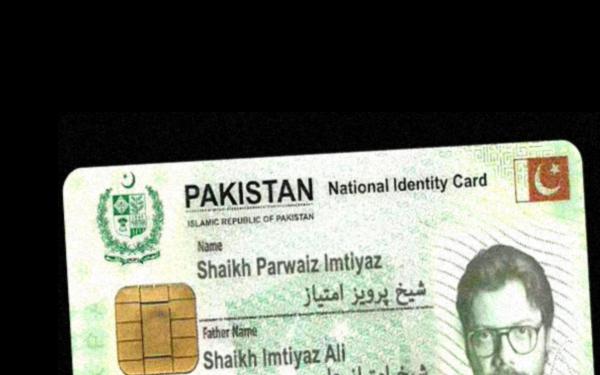 PAKISTAN National Identity Card
ISLAMIC REPUBLIC OF PAKISTAN
Name
Shaikh Parwaiz Imtiyaz
شیخ پرویز امتیاز
Father Name
Shaikh Imtiyaz Ali